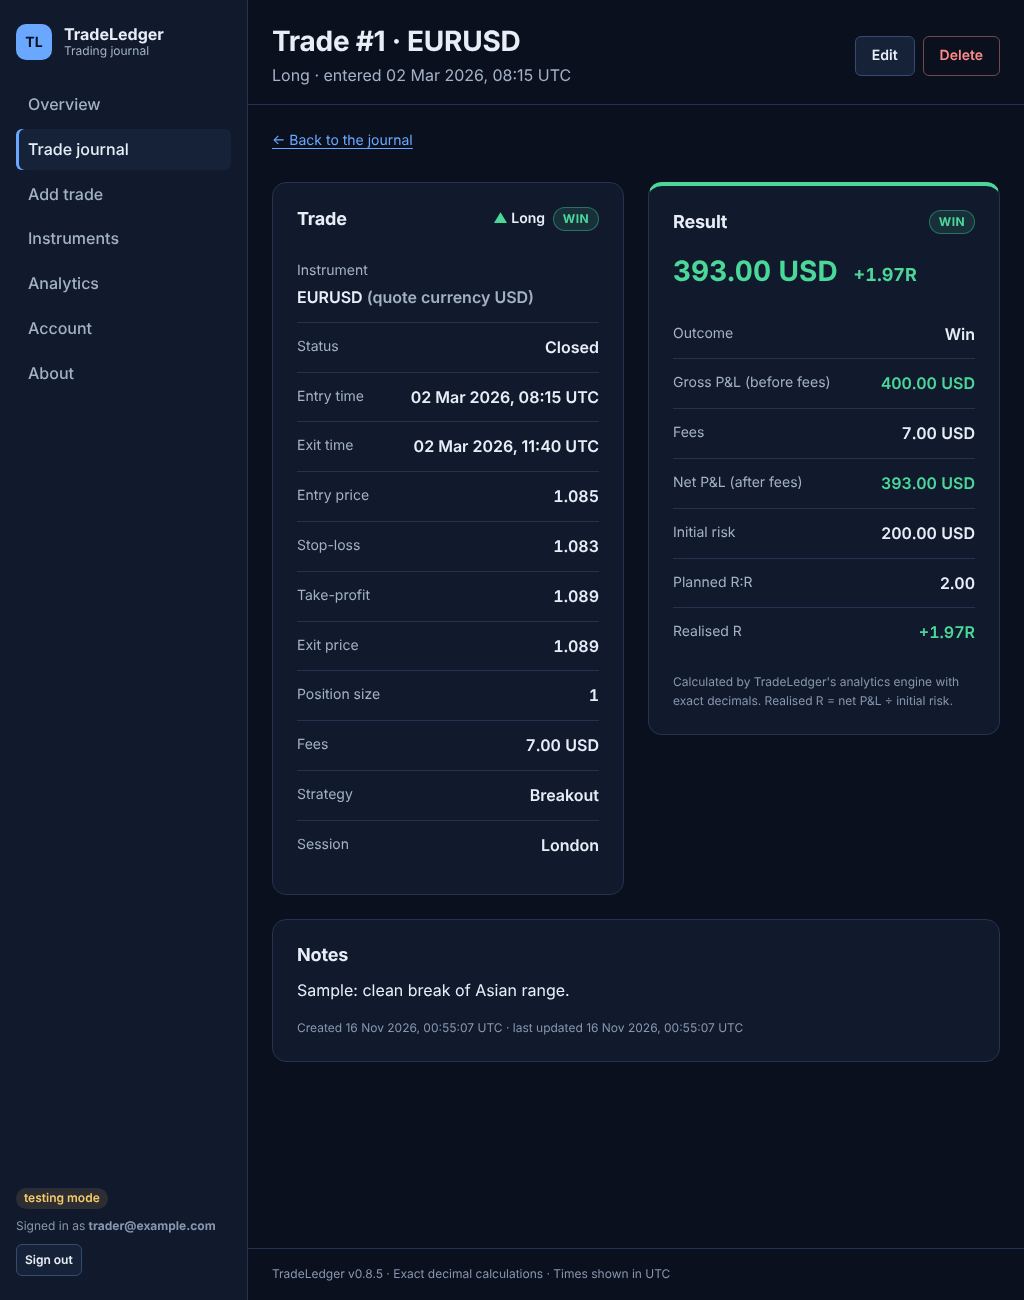 TL
TradeLedger
Trading journal
Overview
Trade journal
Add trade
Instruments
Analytics
Account
About
testing mode
Signed in as trader@example.com
Sign out
Trade #1 · EURUSD
Long · entered 02 Mar 2026, 08:15 UTC
Edit
Delete
← Back to the journal
Trade
▲ Long WIN
Instrument
EURUSD (quote currency USD)
Status Closed
Entry time 02 Mar 2026, 08:15 UTC
Exit time 02 Mar 2026, 11:40 UTC
Entry price 1.085
Stop-loss 1.083
Take-profit 1.089
Exit price 1.089
Position size 1
Fees 7.00 USD
Strategy Breakout
Session London
Result WIN
393.00 USD +1.97R
Outcome Win
Gross P&L (before fees) 400.00 USD
Fees 7.00 USD
Net P&L (after fees) 393.00 USD
Initial risk 200.00 USD
Planned R:R 2.00
Realised R +1.97R
Calculated by TradeLedger's analytics engine with
exact decimals. Realised R = net P&L ÷ initial risk.
Notes
Sample: clean break of Asian range.
Created 16 Nov 2026, 00:55:07 UTC · last updated 16 Nov 2026, 00:55:07 UTC
TradeLedger v0.8.5 · Exact decimal calculations · Times shown in UTC